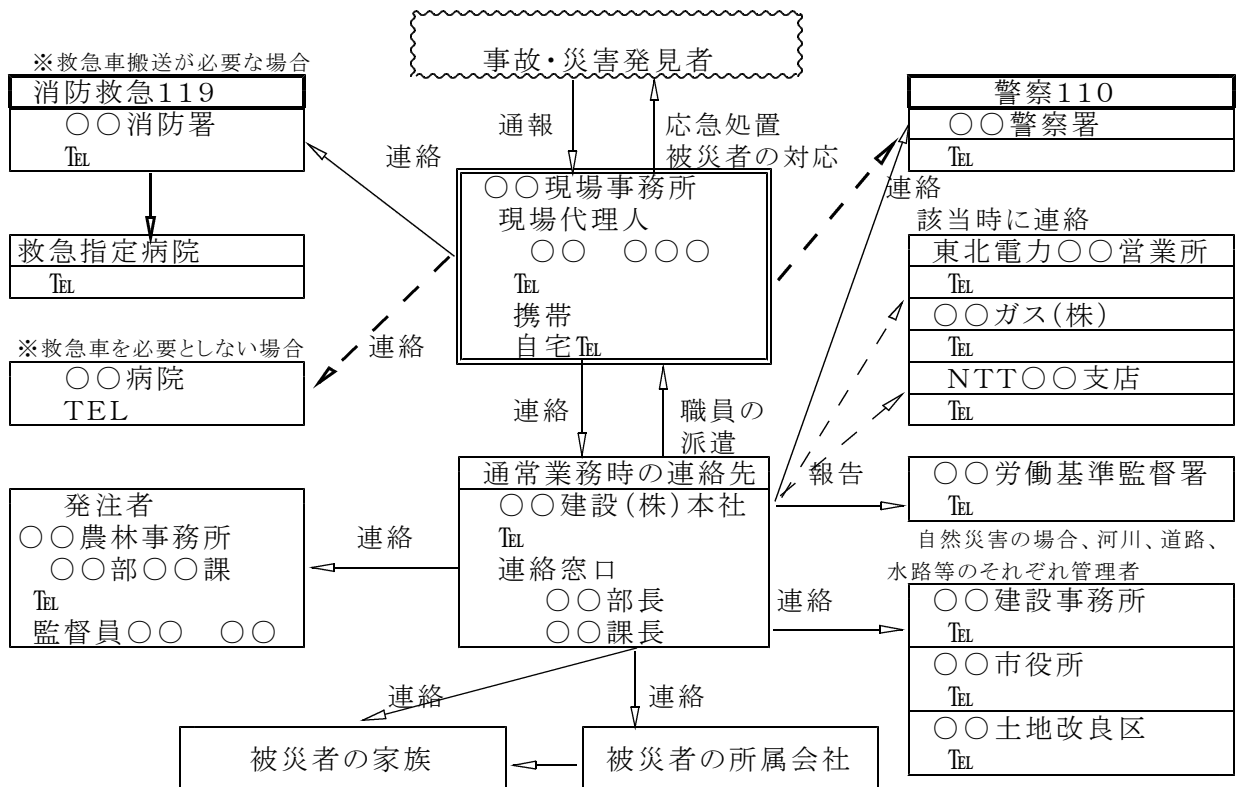 事故・災害発見者
※救急車搬送が必要な場合
消防救急119
○○消防署
℡
連絡
救急指定病院
℡
※救急車を必要としない場合
○○病院
TEL
連絡
通報
応急処置
被災者の対応
○○現場事務所
現場代理人
○○ ○○○
℡
携帯
自宅℡
連絡
職員の
派遣
警察110
○○警察署
℡
連絡
該当時に連絡
東北電力○○営業所
℡
○○ガス(株)
℡
NTT○○支店
℡
通常業務時の連絡先
○○建設(株)本社
℡
連絡窓口
○○部長
○○課長
発注者
○○農林事務所
○○部○○課
℡
監督員○○ ○○
連絡
報告
○○労働基準監督署
℡
自然災害の場合、河川、道路、
水路等のそれぞれ管理者
連絡
○○建設事務所
℡
○○市役所
℡
○○土地改良区
℡
連絡
連絡
被災者の家族
被災者の所属会社